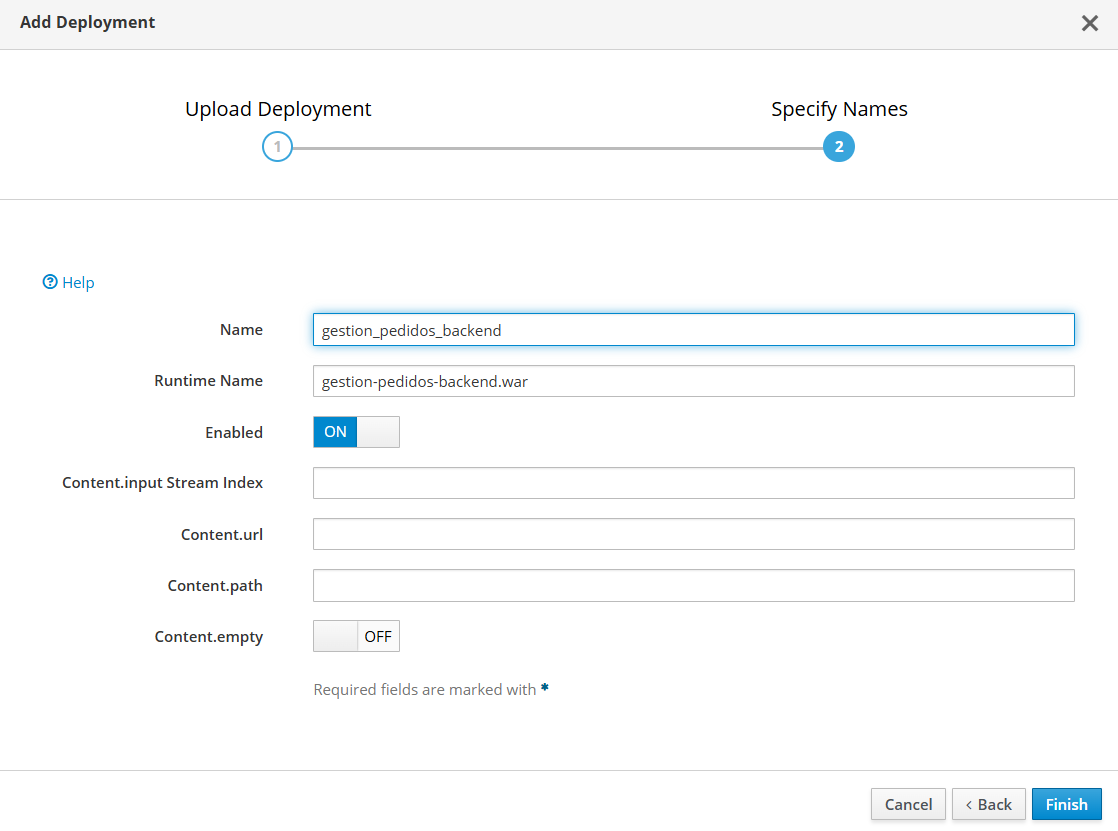 Add Deployment
Upload Deployment
Specify Names
1
2
Help
Name
gestion_pedidos_backend
Runtime Name
gestion-pedidos-backend.war
Enabled
ON
Content.input Stream Index
Content.url
Content.path
Content.empty
OFF
Required fields are marked with *
Cancel
‹ Back
Finish